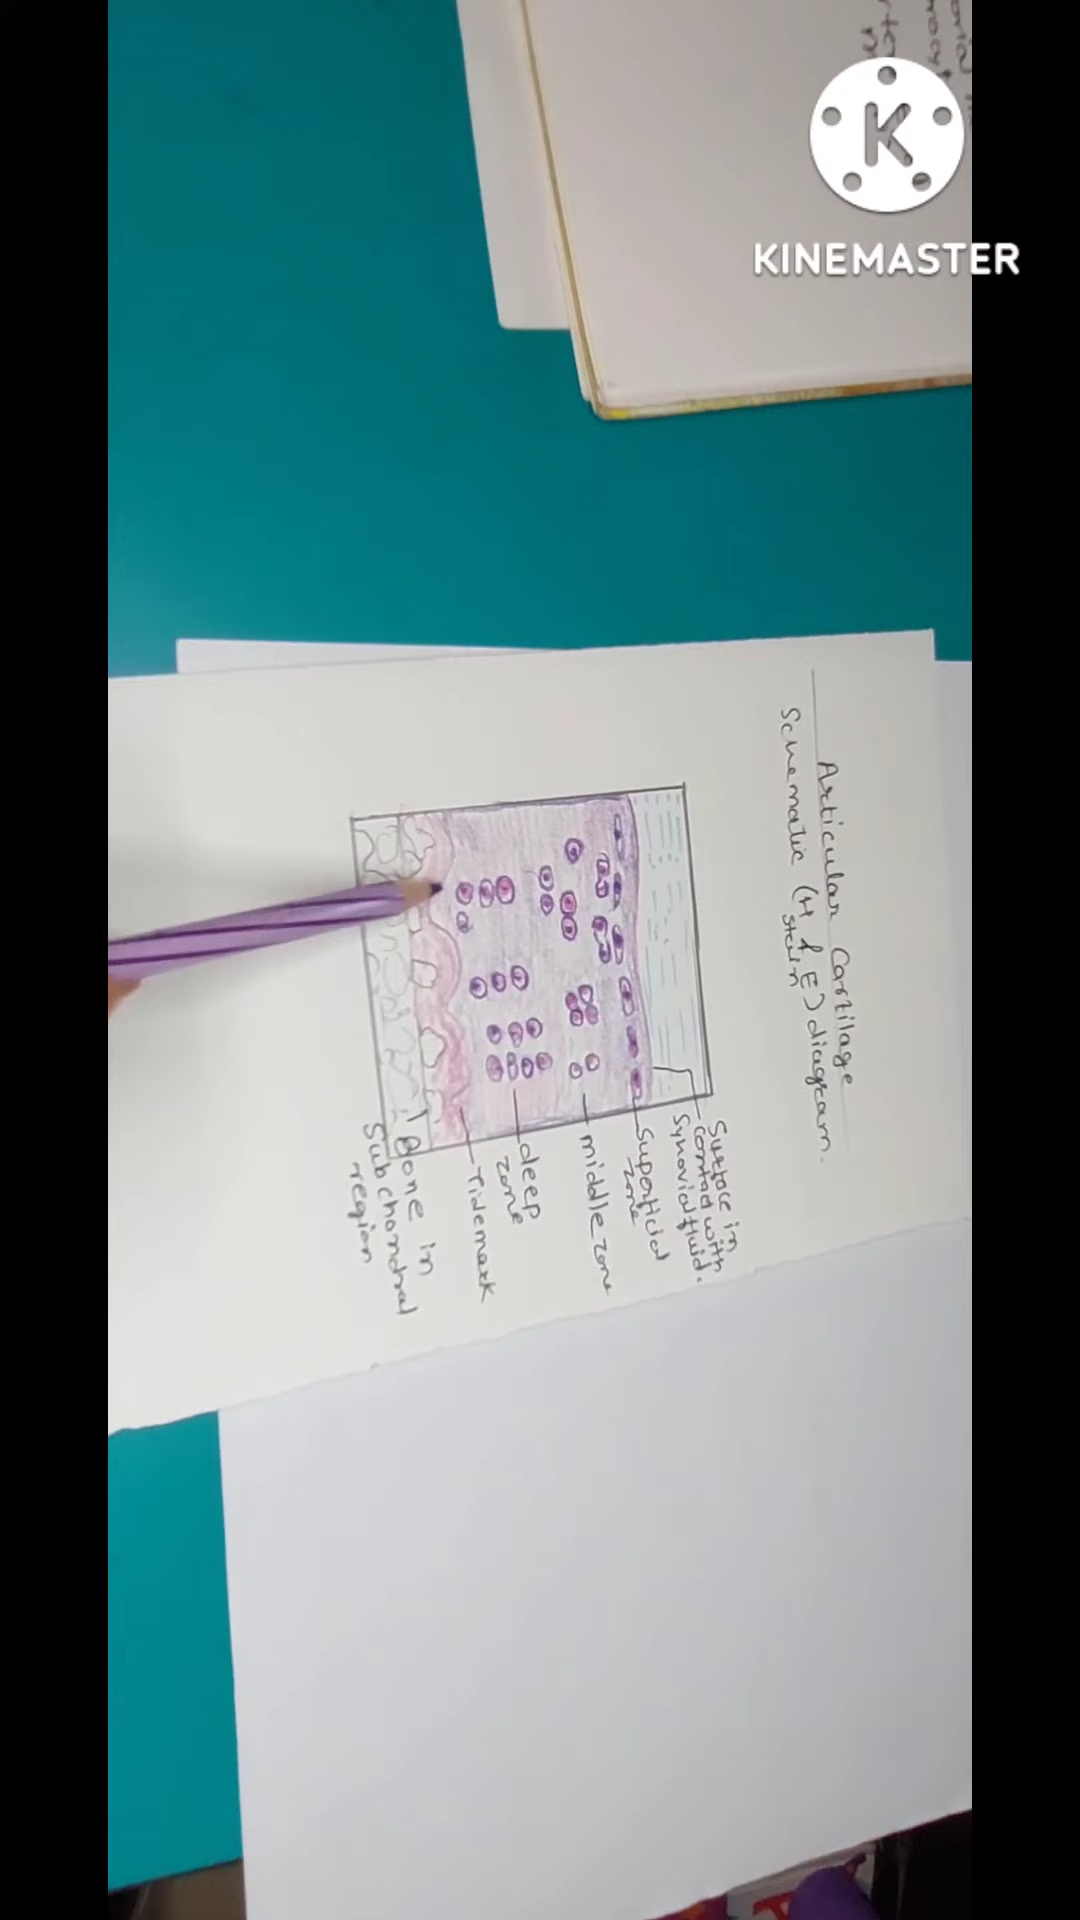 KINEMASTER
Articular Cartilage
Schematic (H & E) diagram.
Stain
Surface in
contact with
Synovial fluid.
Superficial
zone
middle zone
deep
zone
Tidemark
Bone in
Subchondral
region